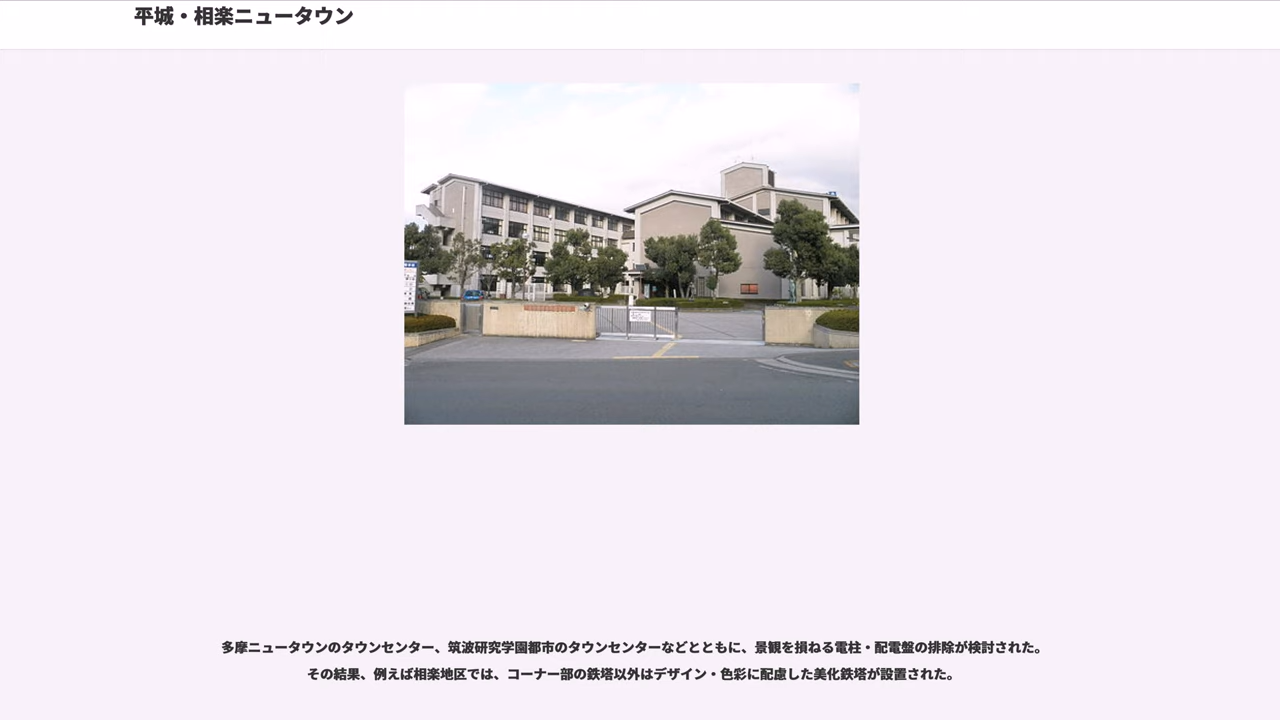 平城・相楽ニュータウン
多摩ニュータウンのタウンセンター、筑波研究学園都市のタウンセンターなどとともに、景観を損ねる電柱・配電盤の排除が検討された。
その結果、例えば相楽地区では、コーナー部の鉄塔以外はデザイン・色彩に配慮した美化鉄塔が設置された。